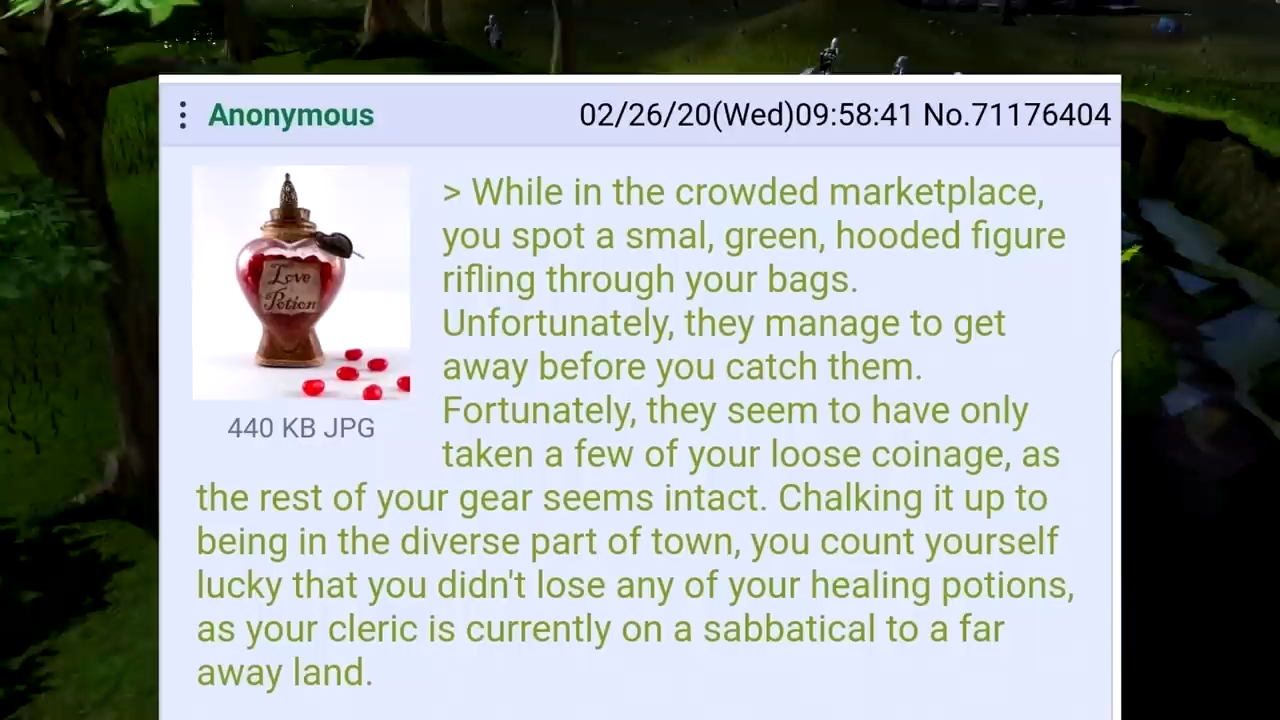 Anonymous 02/26/20(Wed)09:58:41 No.71176404
Love
Potion
440 KB JPG
> While in the crowded marketplace,
you spot a smal, green, hooded figure
rifling through your bags.
Unfortunately, they manage to get
away before you catch them.
Fortunately, they seem to have only
taken a few of your loose coinage, as
the rest of your gear seems intact. Chalking it up to
being in the diverse part of town, you count yourself
lucky that you didn't lose any of your healing potions,
as your cleric is currently on a sabbatical to a far
away land.